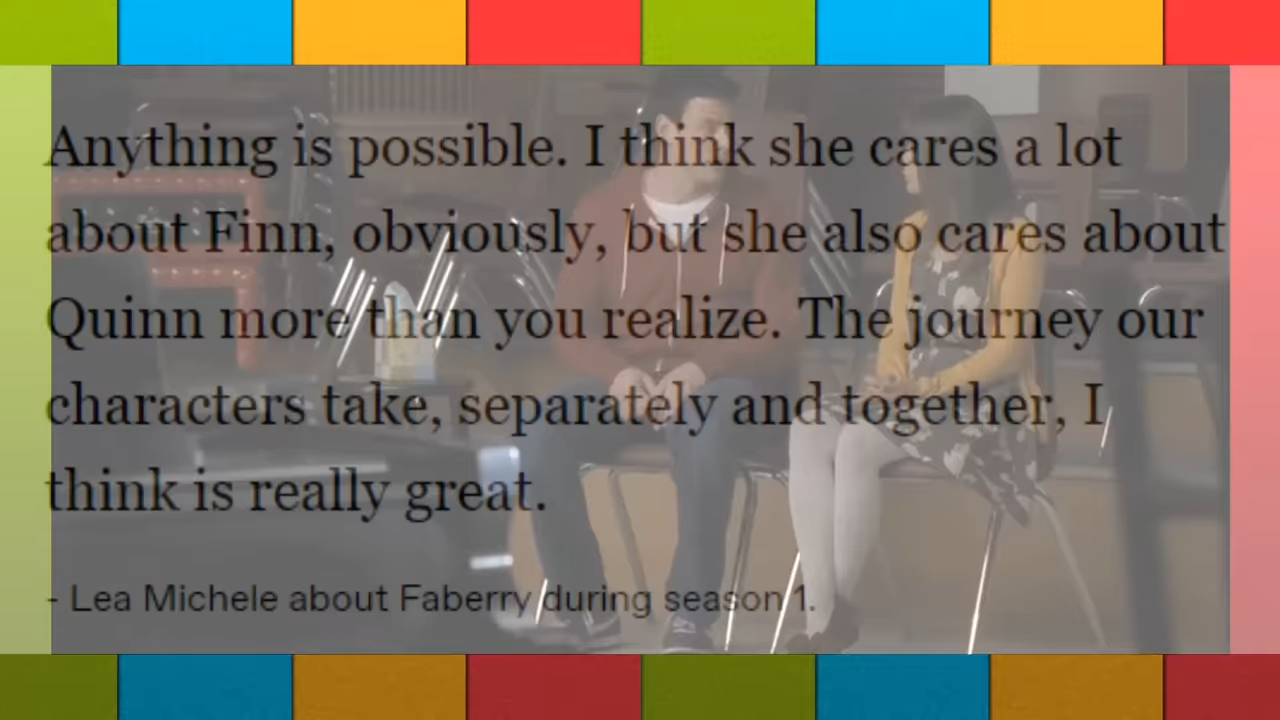 Anything is possible. I think she cares a lot
about Finn, obviously, but she also cares about
Quinn more than you realize. The journey our
characters take, separately and together, I
think is really great.
- Lea Michele about Faberry during season 1.